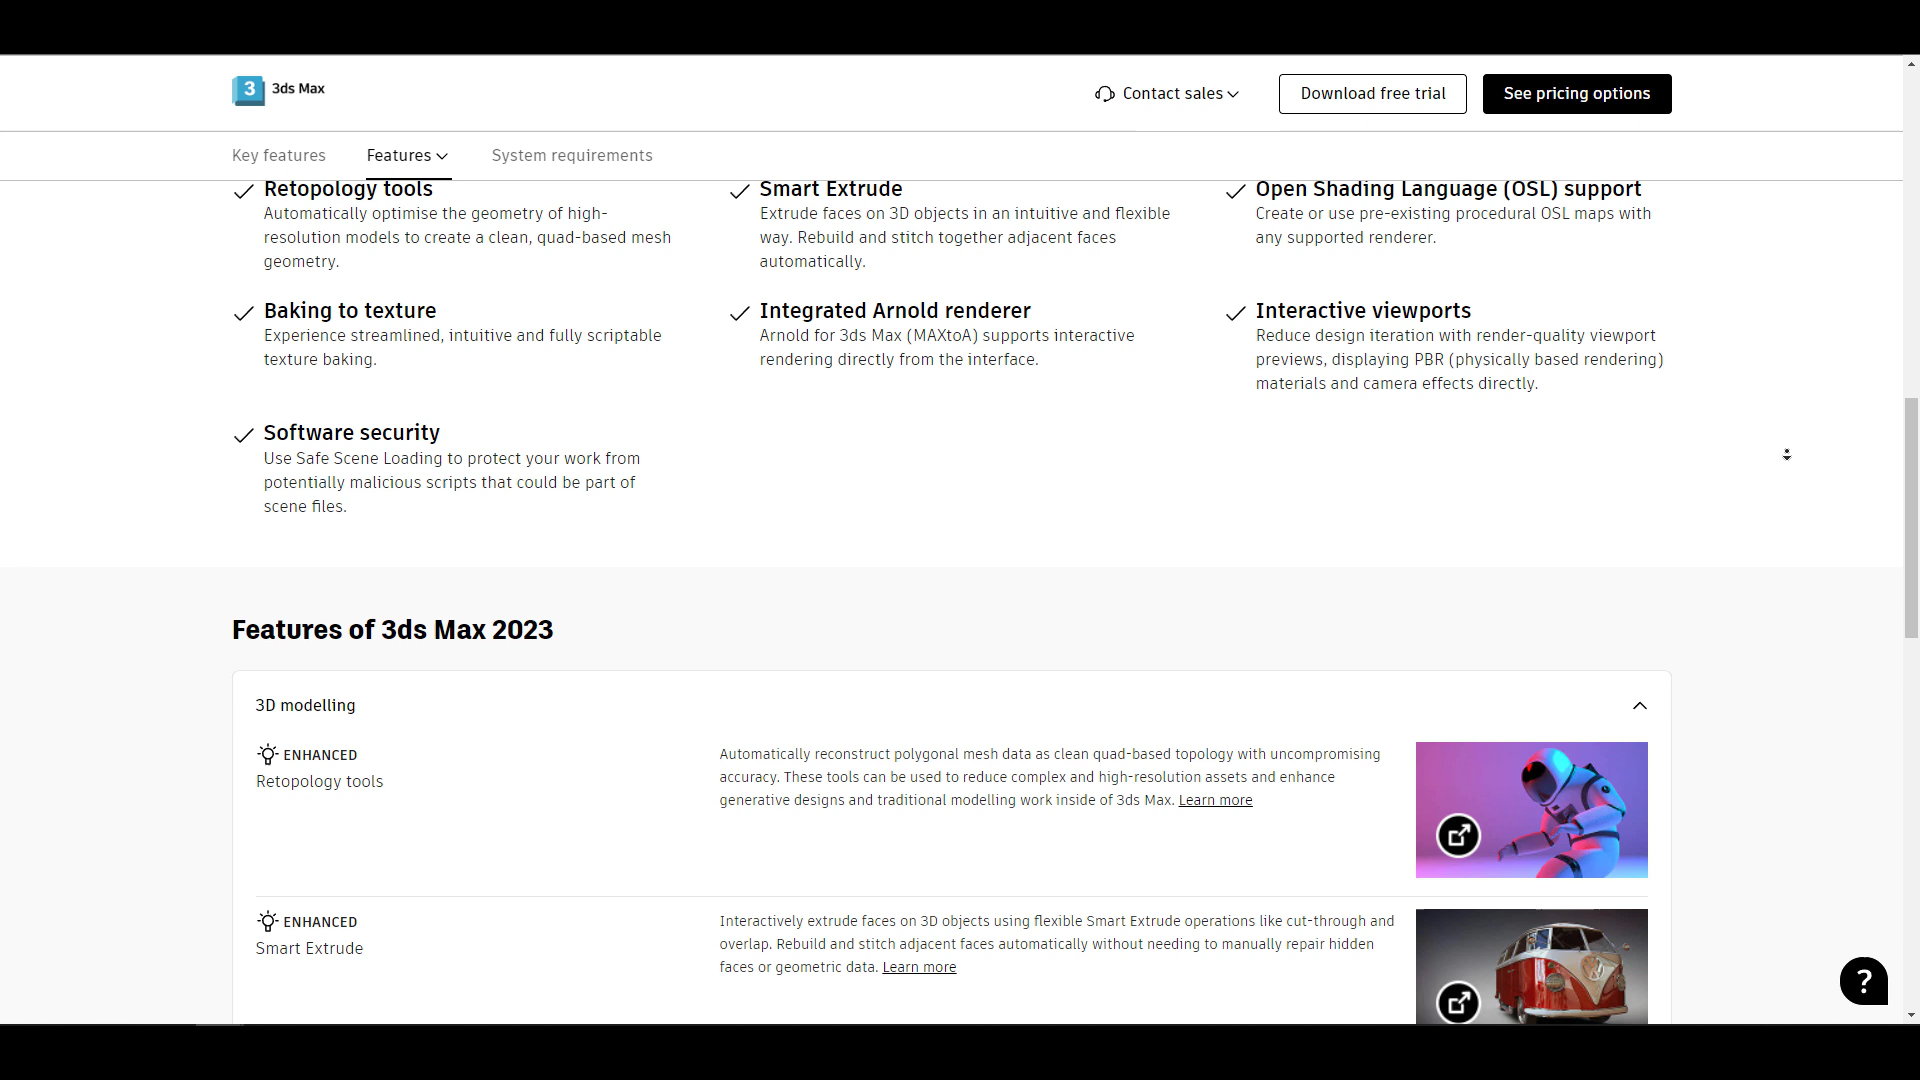 3 3ds Max
Contact sales
Download free trial
See pricing options
Key features
Features
System requirements
Retopology tools
Automatically optimise the geometry of high-
resolution models to create a clean, quad-based mesh
geometry.
Smart Extrude
Extrude faces on 3D objects in an intuitive and flexible
way. Rebuild and stitch together adjacent faces
automatically.
Open Shading Language (OSL) support
Create or use pre-existing procedural OSL maps with
any supported renderer.
Baking to texture
Experience streamlined, intuitive and fully scriptable
texture baking.
Integrated Arnold renderer
Arnold for 3ds Max (MAXtoA) supports interactive
rendering directly from the interface.
Interactive viewports
Reduce design iteration with render-quality viewport
previews, displaying PBR (physically based rendering)
materials and camera effects directly.
Software security
Use Safe Scene Loading to protect your work from
potentially malicious scripts that could be part of
scene files.
Features of 3ds Max 2023
3D modelling
ENHANCED
Retopology tools
Automatically reconstruct polygonal mesh data as clean quad-based topology with uncompromising
accuracy. These tools can be used to reduce complex and high-resolution assets and enhance
generative designs and traditional modelling work inside of 3ds Max. Learn more
ENHANCED
Smart Extrude
Interactively extrude faces on 3D objects using flexible Smart Extrude operations like cut-through and
overlap. Rebuild and stitch adjacent faces automatically without needing to manually repair hidden
faces or geometric data. Learn more
?